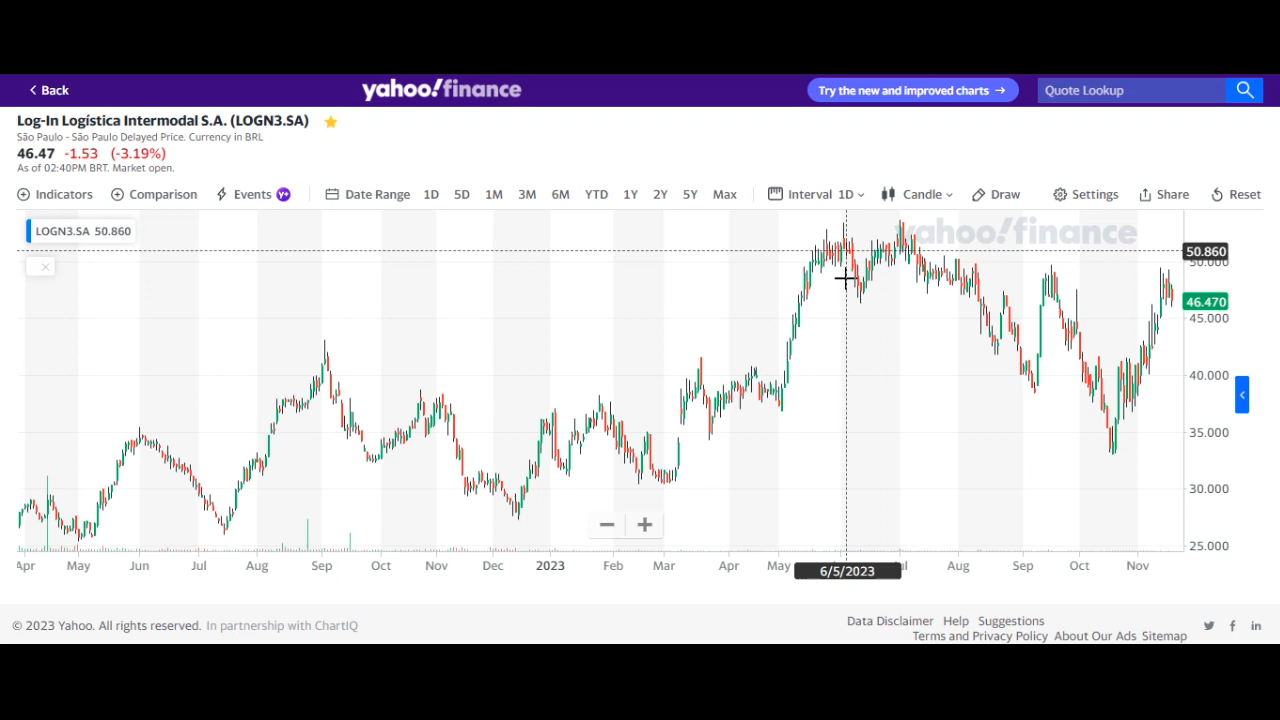 Back
yahoo!finance
Try the new and improved charts →
Quote Lookup
Log-In Logística Intermodal S.A. (LOGN3.SA)
São Paulo - São Paulo Delayed Price. Currency in BRL
46.47 -1.53 (-3.19%)
As of 02:40PM BRT. Market open.
Indicators Comparison Events Y+ Date Range 1D 5D 1M 3M 6M YTD 1Y 2Y 5Y Max Interval 1D Candle Draw Settings Share Reset
LOGN3.SA 50.860
yahoo!finance
50.860
50.000
46.470
45.000
40.000
35.000
30.000
25.000
Apr May Jun Jul Aug Sep Oct Nov Dec 2023 Feb Mar Apr May 6/5/2023 Aug Sep Oct Nov
© 2023 Yahoo. All rights reserved. In partnership with ChartIQ
Data Disclaimer Help Suggestions
Terms and Privacy Policy About Our Ads Sitemap